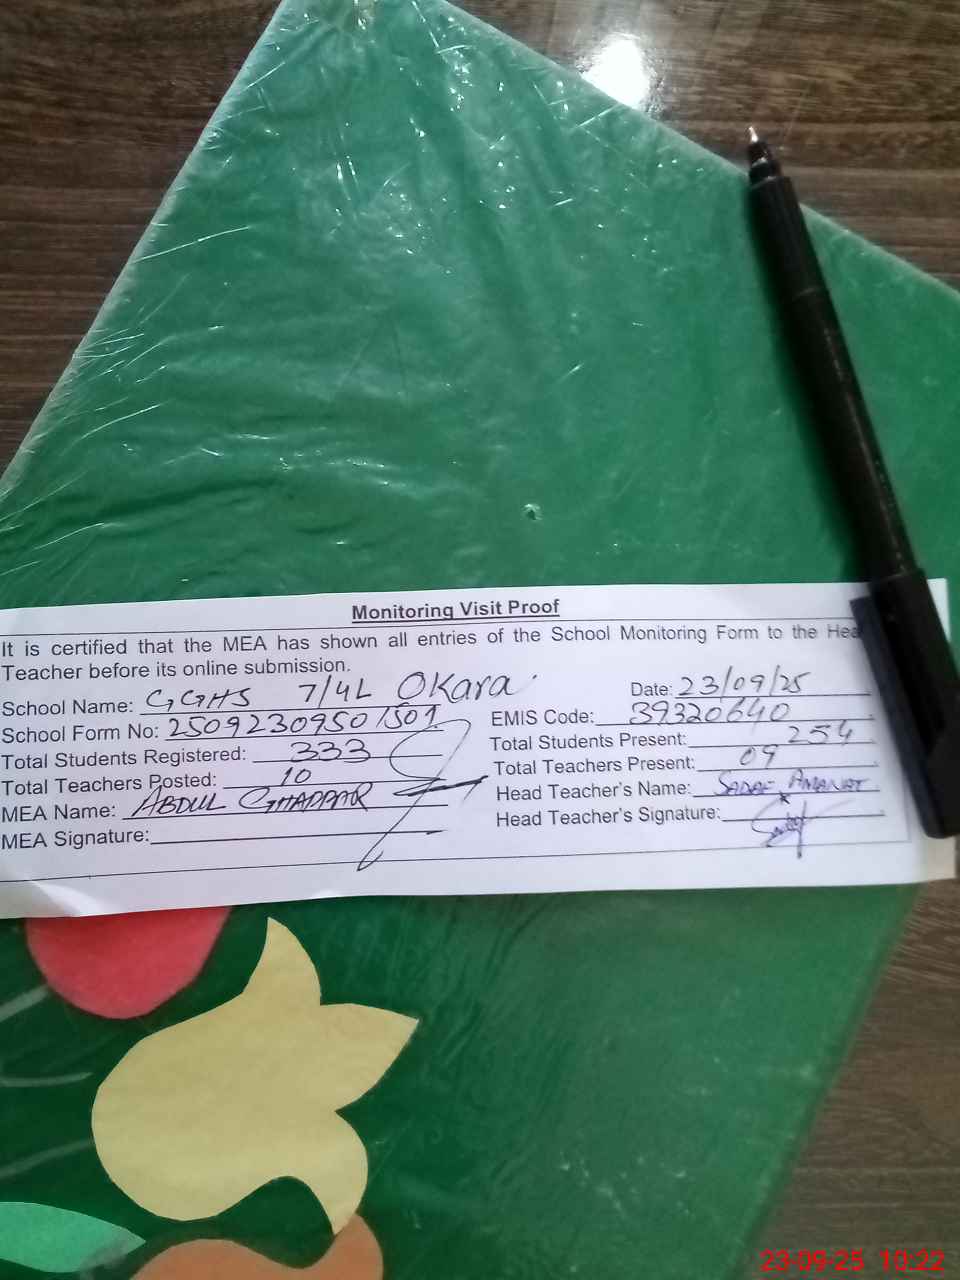 Monitoring Visit Proof
It is certified that the MEA has shown all entries of the School Monitoring Form to the Hea
Teacher before its online submission.
School Name: GGHS 7/4L Okara Date: 23/09/25
School Form No: 25092309501501 EMIS Code: 39320640
Total Students Registered: 333 Total Students Present: 254
Total Teachers Posted: 10 Total Teachers Present: 09
MEA Name: ABDUL GHAFFAR Head Teacher's Name: SADAF AMANAT
MEA Signature: Head Teacher's Signature:
23-09-25 10:22